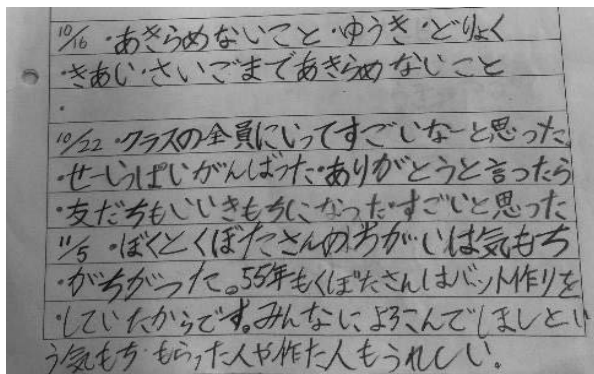 10/16 ・あきらめないこと・ゆうき・どりょく
・きあい・さいごまであきらめないこと
・
10/22 ・クラスの全員にいってすごいなーと思った
・せーいっぱいがんばった・ありがとうと言ったら
・友だちもいいきもちになった・すごいと思った
11/5 ・ぼくとくぼたさんのちがいは気もち
・がちがった。55年もくぼたさんはバット作りを
・していたからです。みんなによろこんでほしいとい
う気もち・もらった人や作た人もうれしい。